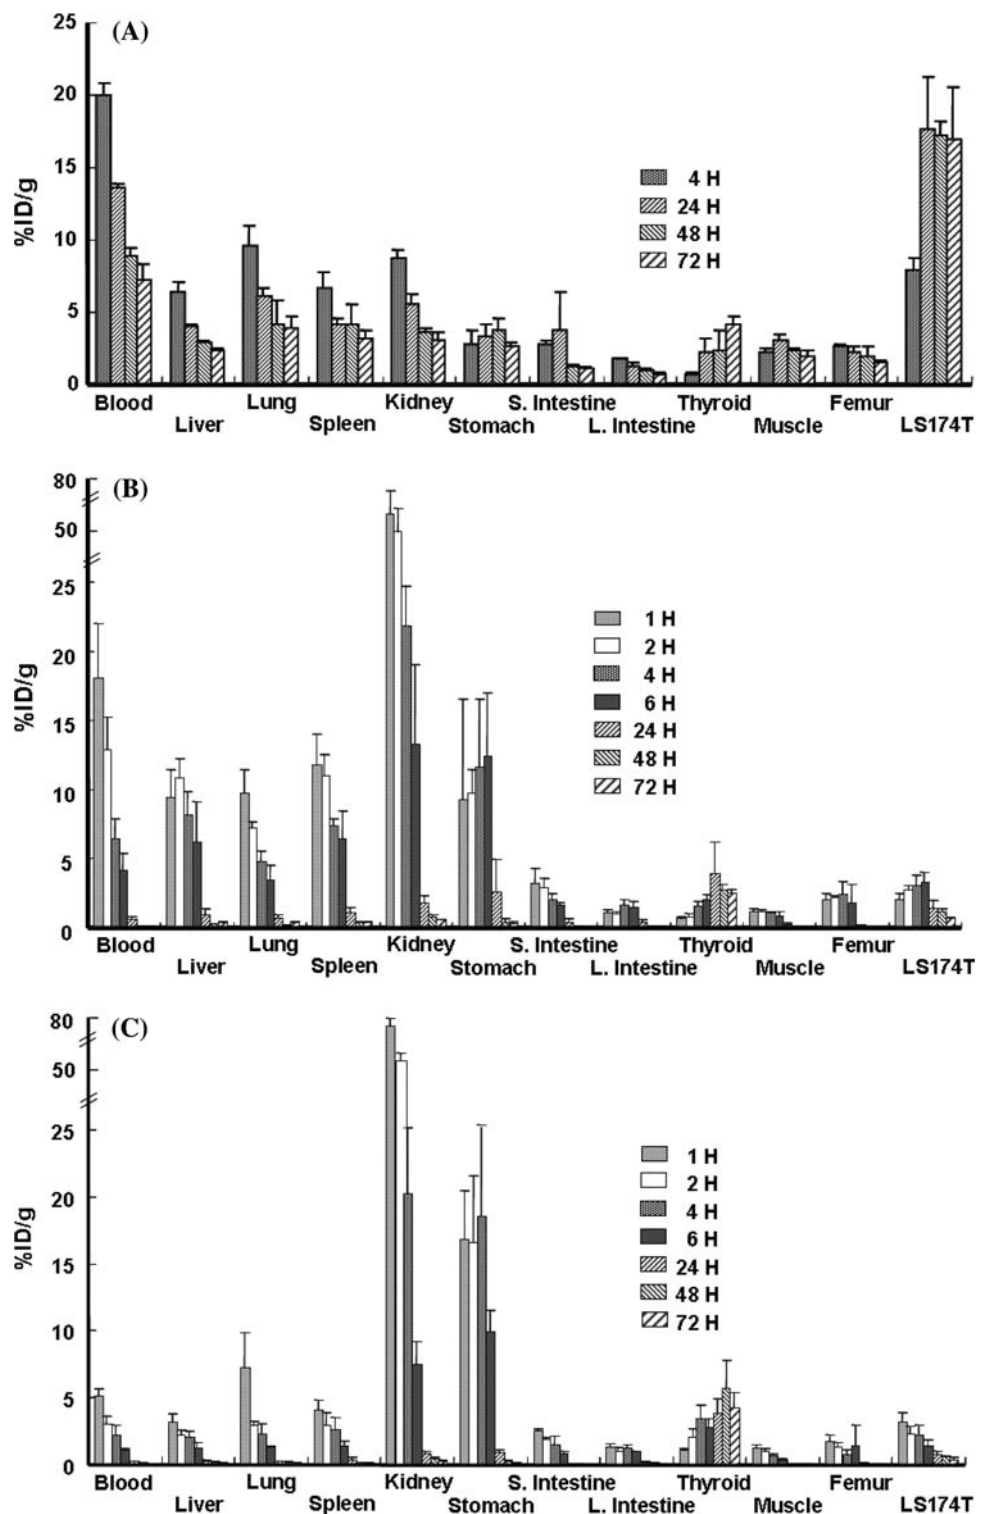 (A)
25
20
15
10
5
0
%ID/g
4 H
24 H
48 H
72 H
Blood Lung Kidney S. Intestine Thyroid Femur
Liver Spleen Stomach L. Intestine Muscle LS174T
(B)
80
50
25
20
15
10
5
0
%ID/g
1 H
2 H
4 H
6 H
24 H
48 H
72 H
Blood Lung Kidney S. Intestine Thyroid Femur
Liver Spleen Stomach L. Intestine Muscle LS174T
(C)
80
50
25
20
15
10
5
0
%ID/g
1 H
2 H
4 H
6 H
24 H
48 H
72 H
Blood Lung Kidney S. Intestine Thyroid Femur
Liver Spleen Stomach L. Intestine Muscle LS174T